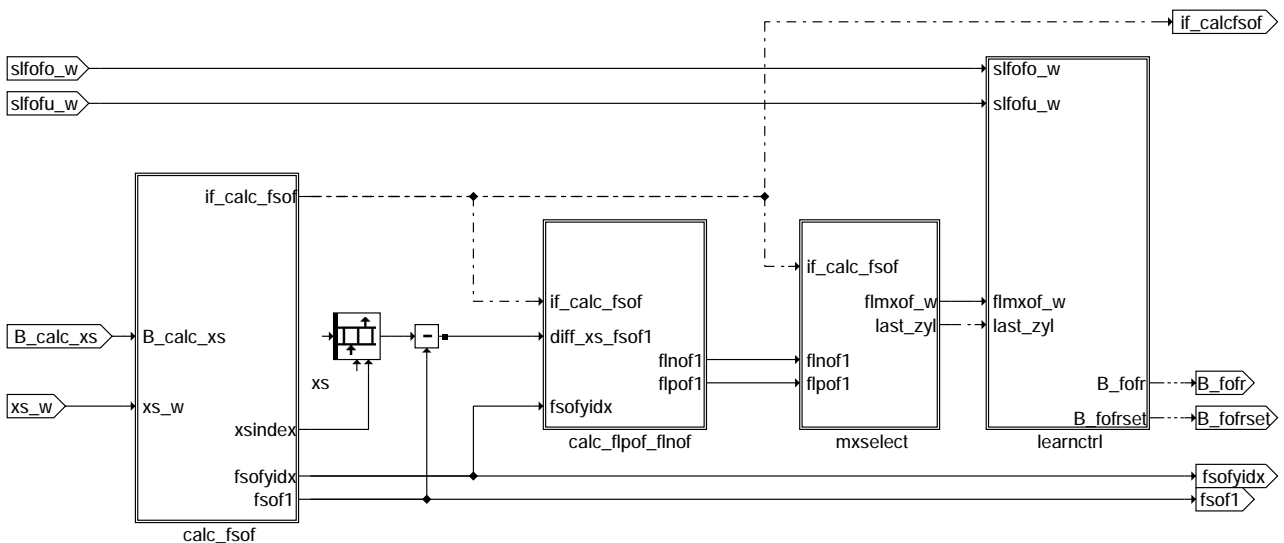 if_calcfsof
slfofo_w
slfofo_w
slfofu_w
slfofu_w
if_calc_fsof
if_calc_fsof
flmxof_w
flmxof_w
if_calc_fsof
last_zyl
last_zyl
B_calc_xs
B_calc_xs
-
diff_xs_fsof1
flnof1
flnof1
flpof1
flpof1
xs
B_fofr
B_fofr
xs_w
xs_w
fsofyidx
B_fofrset
B_fofrset
xsindex
calc_flpof_flnof
mxselect
learnctrl
fsofyidx
fsofyidx
fsof1
fsof1
calc_fsof